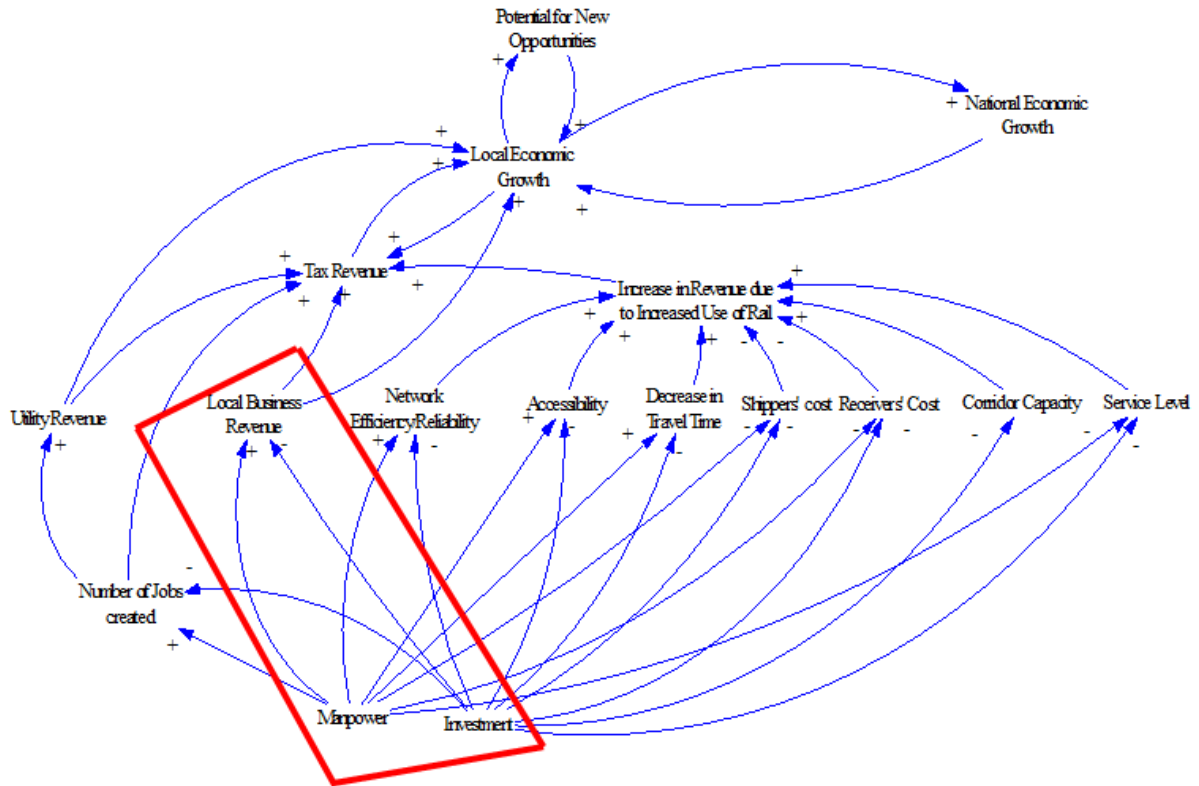 Potential for New
Opportunities
National Economic
Growth
Local Economic
Growth
Tax Revenue
Increase in Revenue due
to Increased Use of Rail
Utility Revenue
Local Business
Revenue
Network
Efficiency/Reliability
Accessibility
Decrease in
Travel Time
Shippers' cost
Receivers' Cost
Corridor Capacity
Service Level
Number of Jobs
created
Manpower
Investment